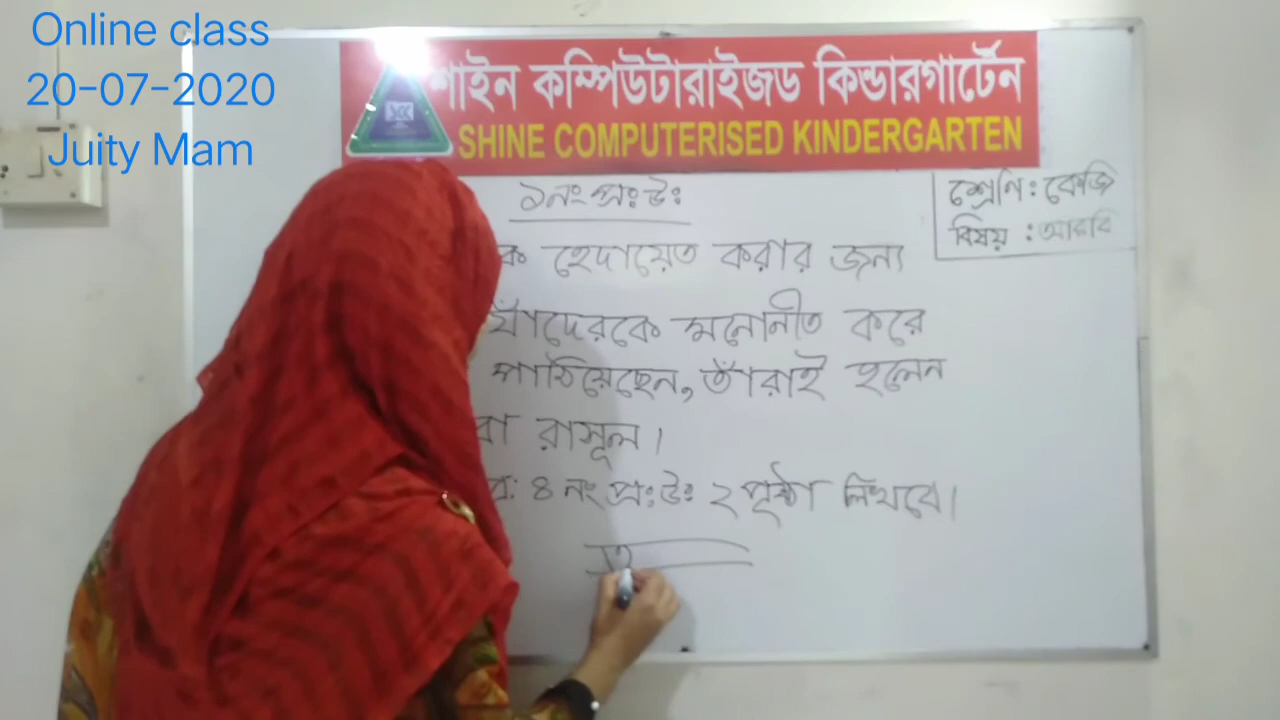 Online class
20-07-2020
Juity Mam
শাইন কম্পিউটারাইজড কিন্ডারগার্টেন
SHINE COMPUTERISED KINDERGARTEN
শ্রেণি: কেজি
বিষয় : আরবি
১নং প্র: উ:
হেদায়েত করার জন্য
যাঁদেরকে মনোনীত করে
পাঠিয়েছেন, তাঁরাই হলেন
বা রাসূল।
৪ নং প্র: উ: ২ পৃষ্ঠা লিখবে।